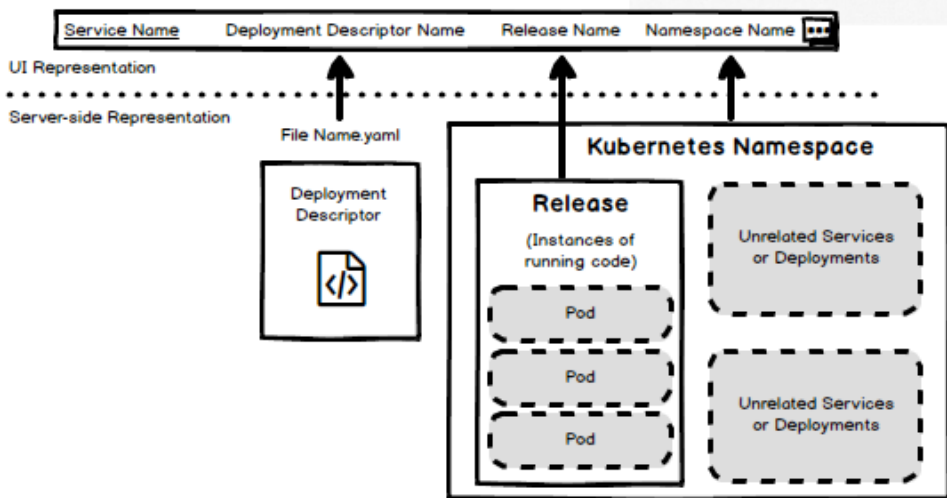 Service Name Deployment Descriptor Name Release Name Namespace Name
UI Representation
Server-side Representation
File Name.yaml
Deployment
Descriptor
</>
Kubernetes Namespace
Release
(Instances of
running code)
Pod
Pod
Pod
Unrelated Services
or Deployments
Unrelated Services
or Deployments